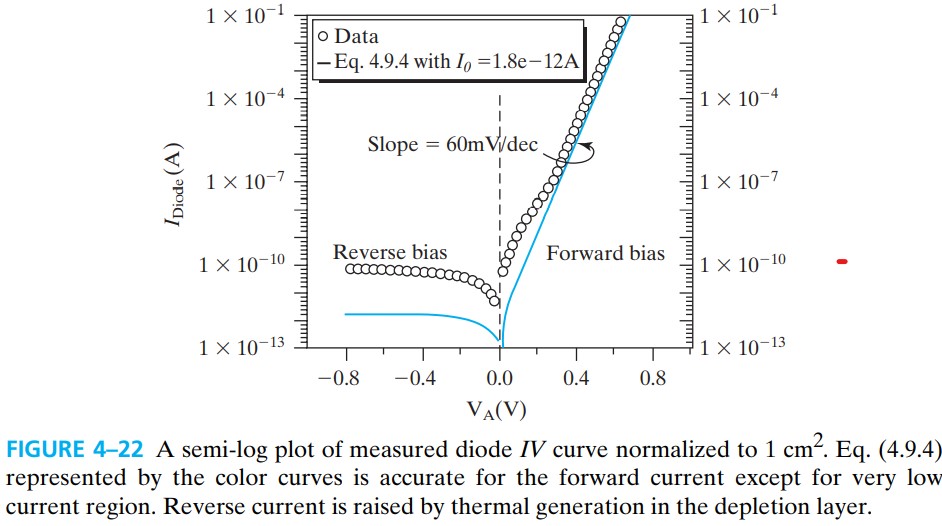 1 × 10⁻¹
1 × 10⁻¹
Data
Eq. 4.9.4 with I₀ =1.8e−12A
1 × 10⁻⁴
1 × 10⁻⁴
Slope = 60mV/dec
I_Diode (A)
1 × 10⁻⁷
1 × 10⁻⁷
Reverse bias
Forward bias
1 × 10⁻¹⁰
1 × 10⁻¹⁰
1 × 10⁻¹³
1 × 10⁻¹³
−0.8 −0.4 0.0 0.4 0.8
V_A(V)
FIGURE 4–22 A semi-log plot of measured diode IV curve normalized to 1 cm². Eq. (4.9.4)
represented by the color curves is accurate for the forward current except for very low
current region. Reverse current is raised by thermal generation in the depletion layer.